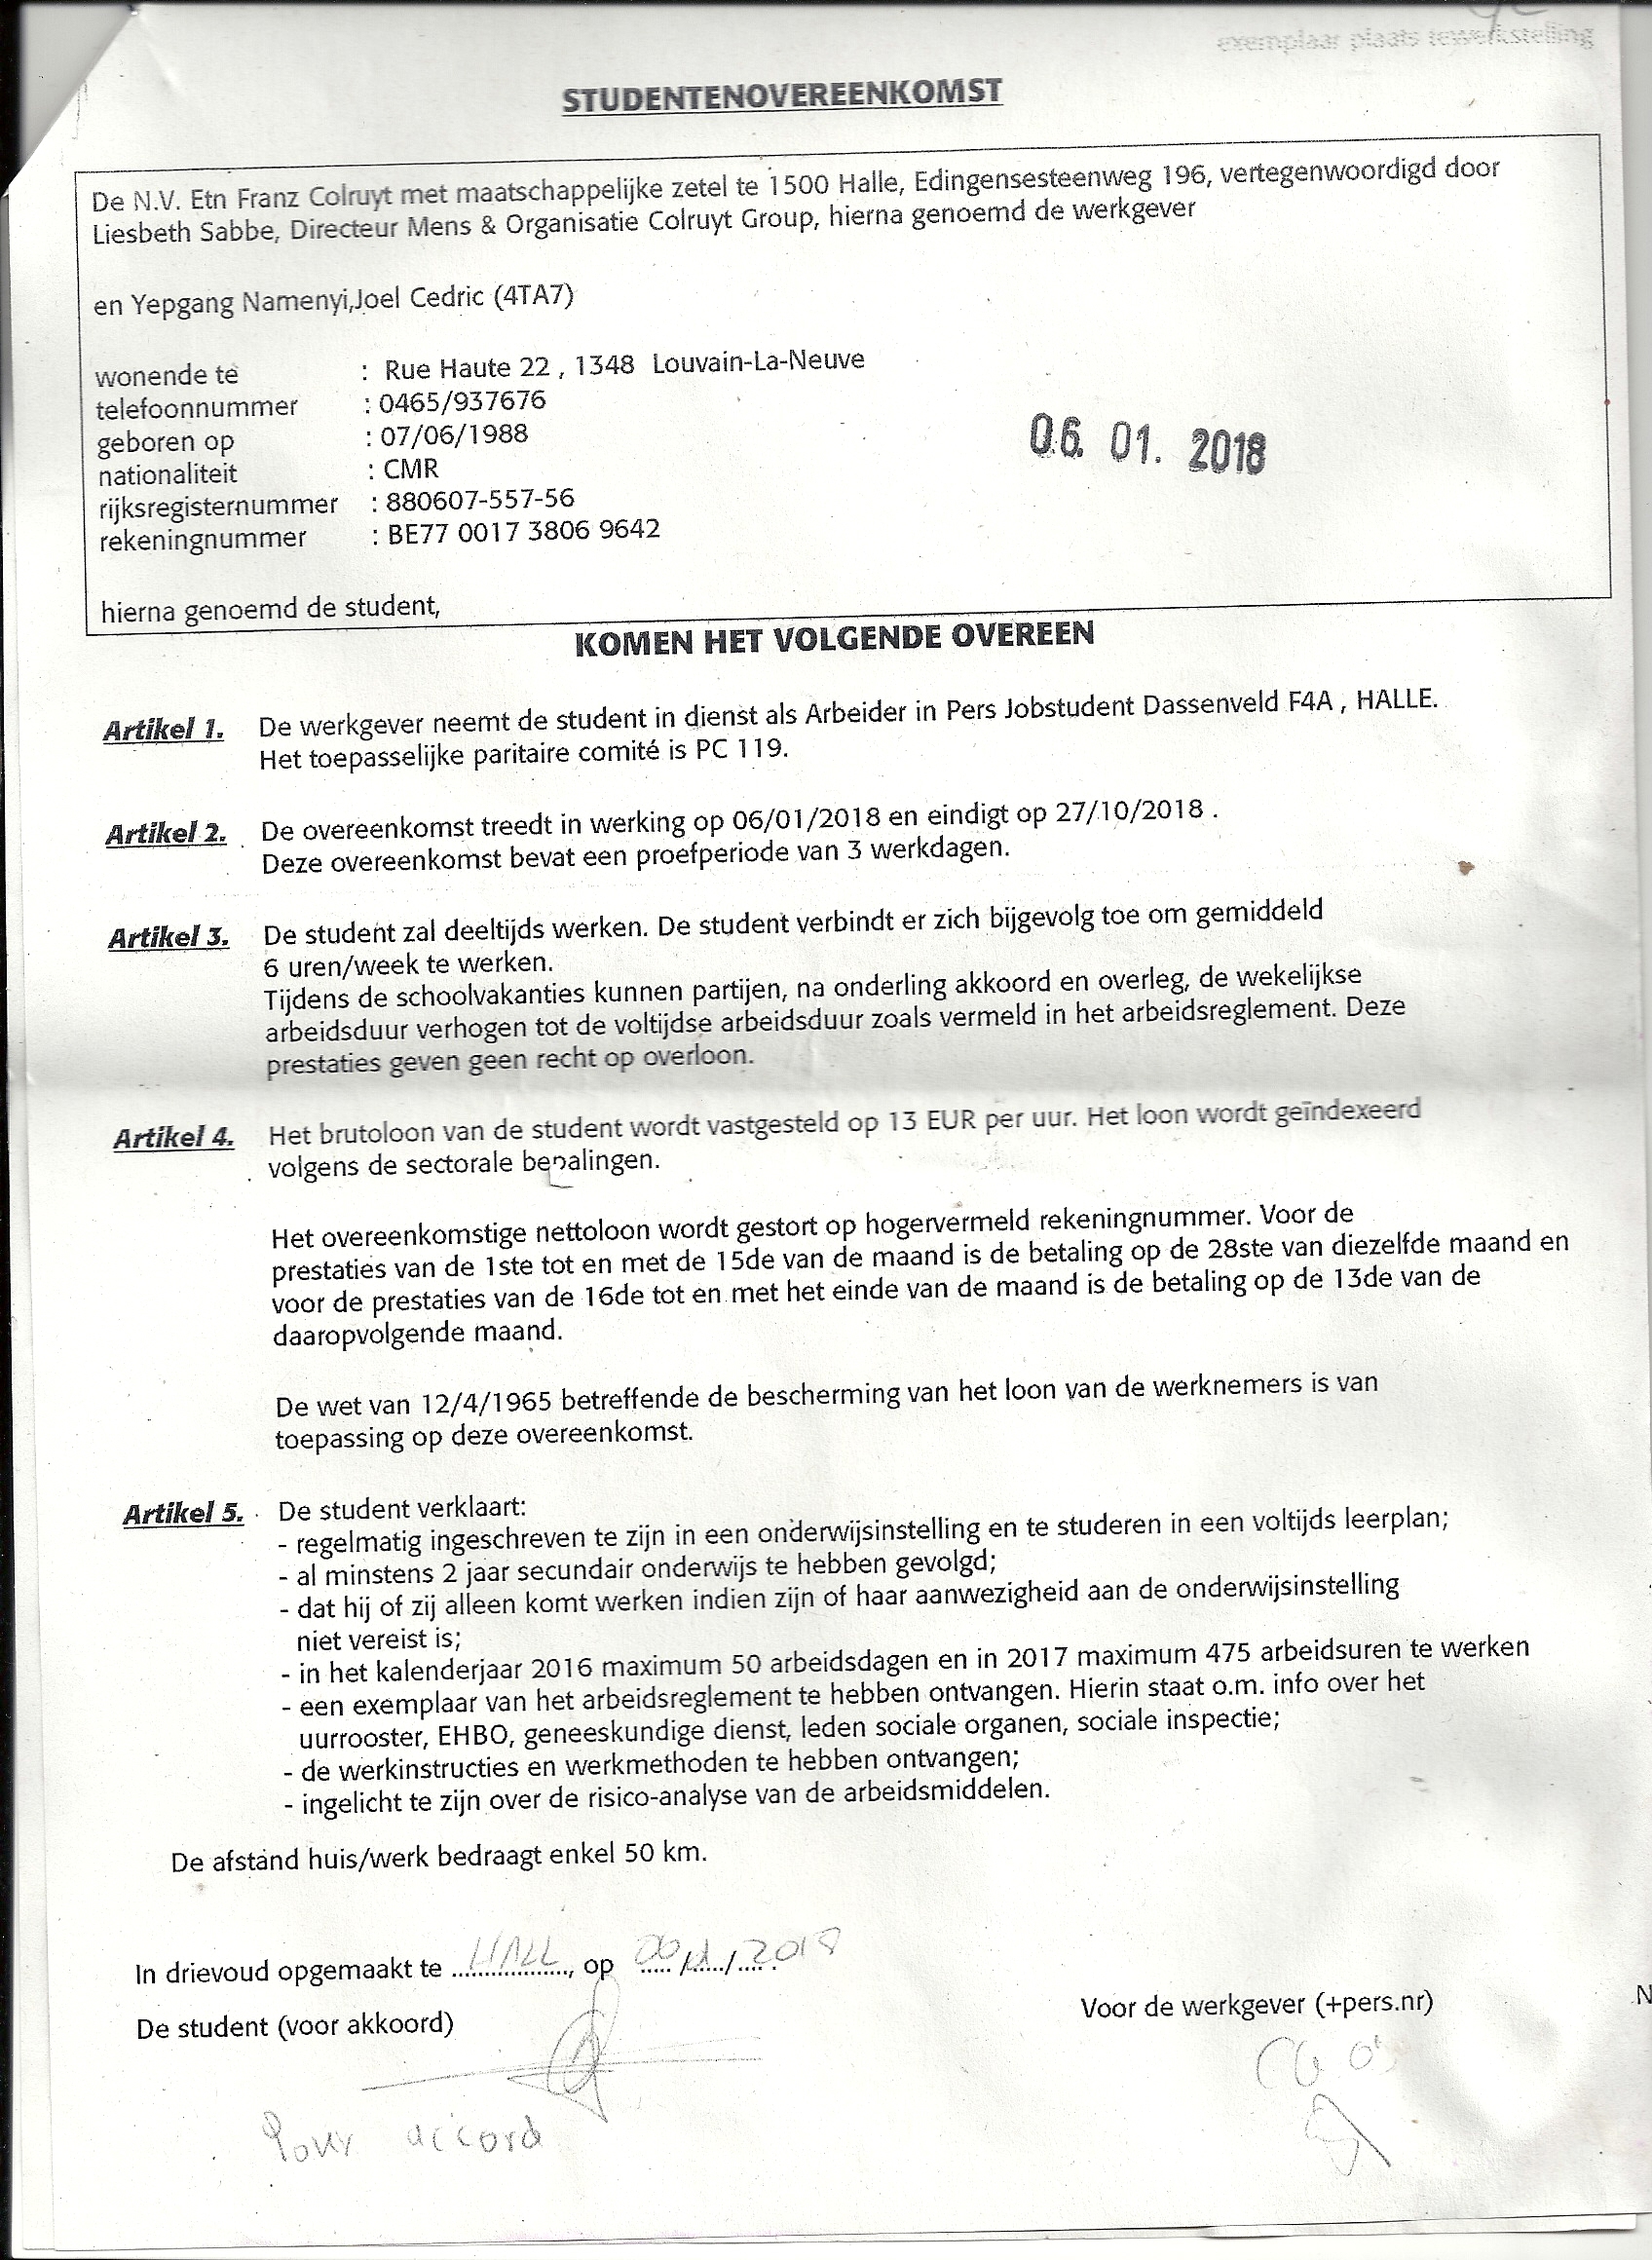 exemplaar plaats tewerkstelling
STUDENTENOVEREENKOMST
De N.V. Etn Franz Colruyt met maatschappelijke zetel te 1500 Halle, Edingensesteenweg 196, vertegenwoordigd door
Liesbeth Sabbe, Directeur Mens & Organisatie Colruyt Group, hierna genoemd de werkgever
en Yepgang Namenyi,Joel Cedric (4TA7)
wonende te : Rue Haute 22 , 1348 Louvain-La-Neuve
telefoonnummer : 0465/937676
geboren op : 07/06/1988
06. 01. 2018
nationaliteit : CMR
rijksregisternummer : 880607-557-56
rekeningnummer : BE77 0017 3806 9642
hierna genoemd de student,
KOMEN HET VOLGENDE OVEREEN
Artikel 1. De werkgever neemt de student in dienst als Arbeider in Pers Jobstudent Dassenveld F4A , HALLE.
Het toepasselijke paritaire comité is PC 119.
Artikel 2. De overeenkomst treedt in werking op 06/01/2018 en eindigt op 27/10/2018 .
Deze overeenkomst bevat een proefperiode van 3 werkdagen.
Artikel 3. De student zal deeltijds werken. De student verbindt er zich bijgevolg toe om gemiddeld
6 uren/week te werken.
Tijdens de schoolvakanties kunnen partijen, na onderling akkoord en overleg, de wekelijkse
arbeidsduur verhogen tot de voltijdse arbeidsduur zoals vermeld in het arbeidsreglement. Deze
prestaties geven geen recht op overloon.
Artikel 4. Het brutoloon van de student wordt vastgesteld op 13 EUR per uur. Het loon wordt geïndexeerd
volgens de sectorale bepalingen.
Het overeenkomstige nettoloon wordt gestort op hogervermeld rekeningnummer. Voor de
prestaties van de 1ste tot en met de 15de van de maand is de betaling op de 28ste van diezelfde maand en
voor de prestaties van de 16de tot en met het einde van de maand is de betaling op de 13de van de
daaropvolgende maand.
De wet van 12/4/1965 betreffende de bescherming van het loon van de werknemers is van
toepassing op deze overeenkomst.
Artikel 5. De student verklaart:
- regelmatig ingeschreven te zijn in een onderwijsinstelling en te studeren in een voltijds leerplan;
- al minstens 2 jaar secundair onderwijs te hebben gevolgd;
- dat hij of zij alleen komt werken indien zijn of haar aanwezigheid aan de onderwijsinstelling
niet vereist is;
- in het kalenderjaar 2016 maximum 50 arbeidsdagen en in 2017 maximum 475 arbeidsuren te werken
- een exemplaar van het arbeidsreglement te hebben ontvangen. Hierin staat o.m. info over het
uurrooster, EHBO, geneeskundige dienst, leden sociale organen, sociale inspectie;
- de werkinstructies en werkmethoden te hebben ontvangen;
- ingelicht te zijn over de risico-analyse van de arbeidsmiddelen.
De afstand huis/werk bedraagt enkel 50 km.
In drievoud opgemaakt te HALL, op 06/01/2018
De student (voor akkoord)
Voor de werkgever (+pers.nr)
N
Pour accord